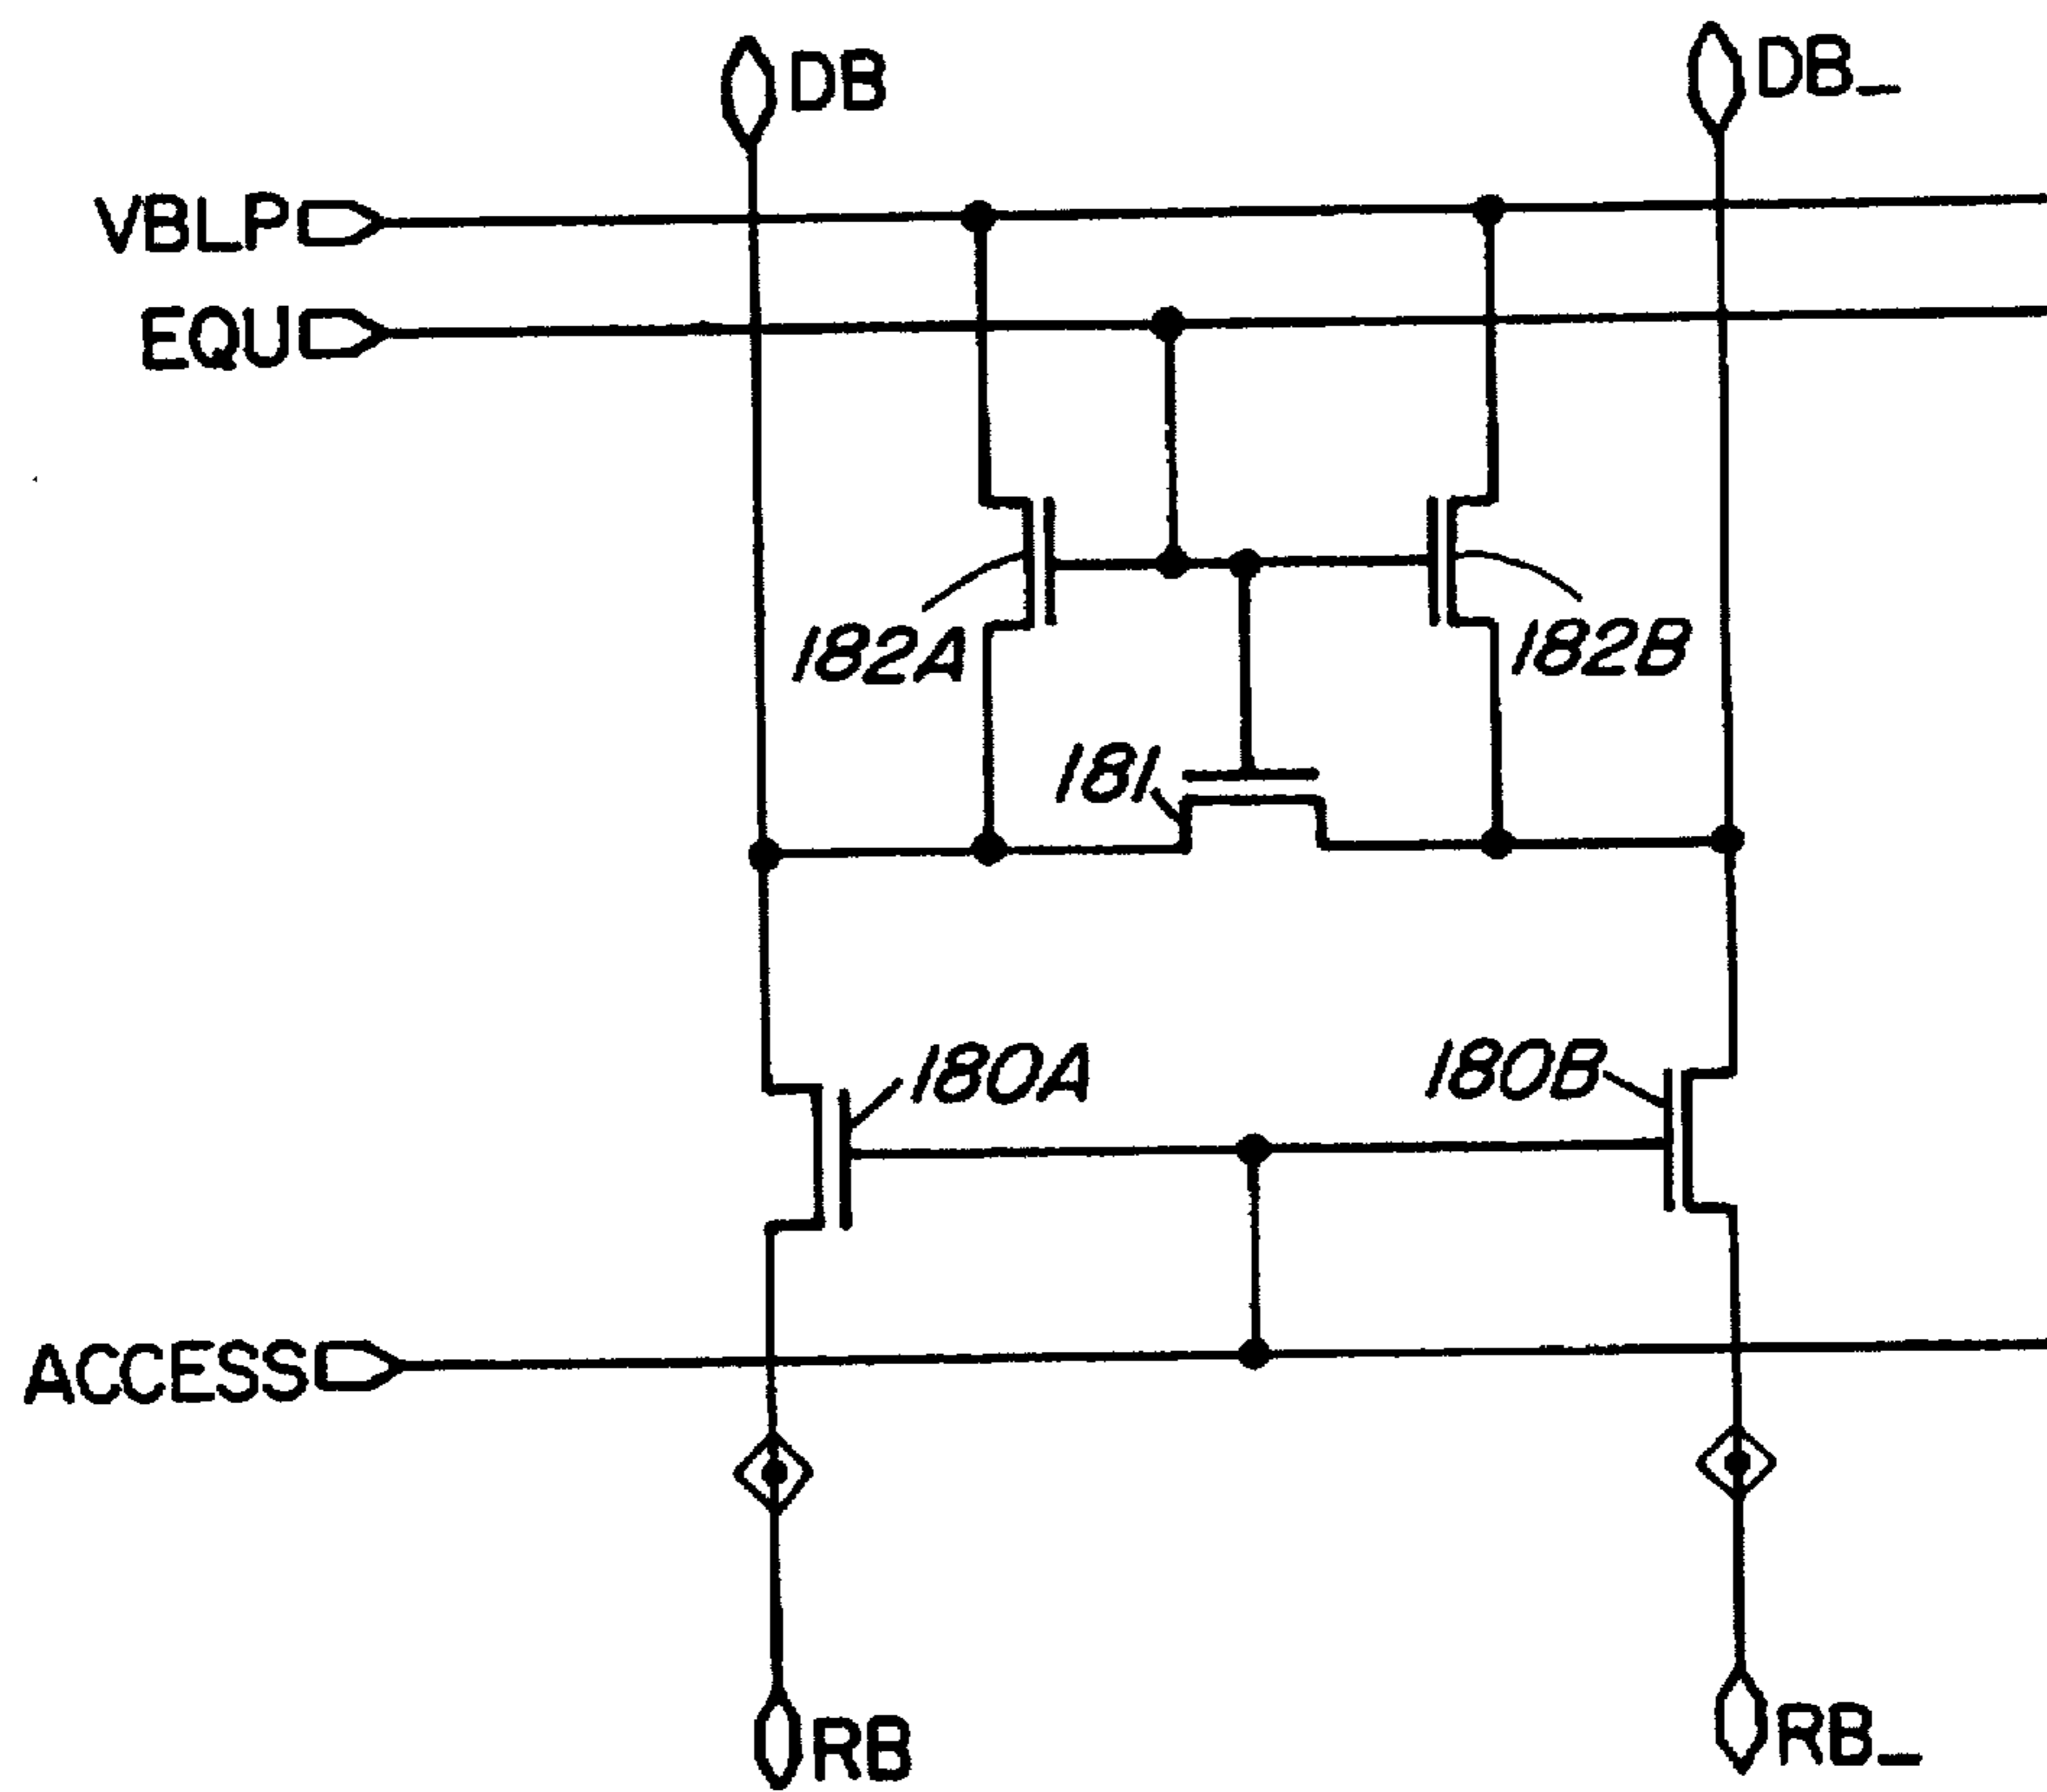 DB
DB_
VBLP
EQU
182A
182B
181
180A
180B
ACCESS
RB
RB_